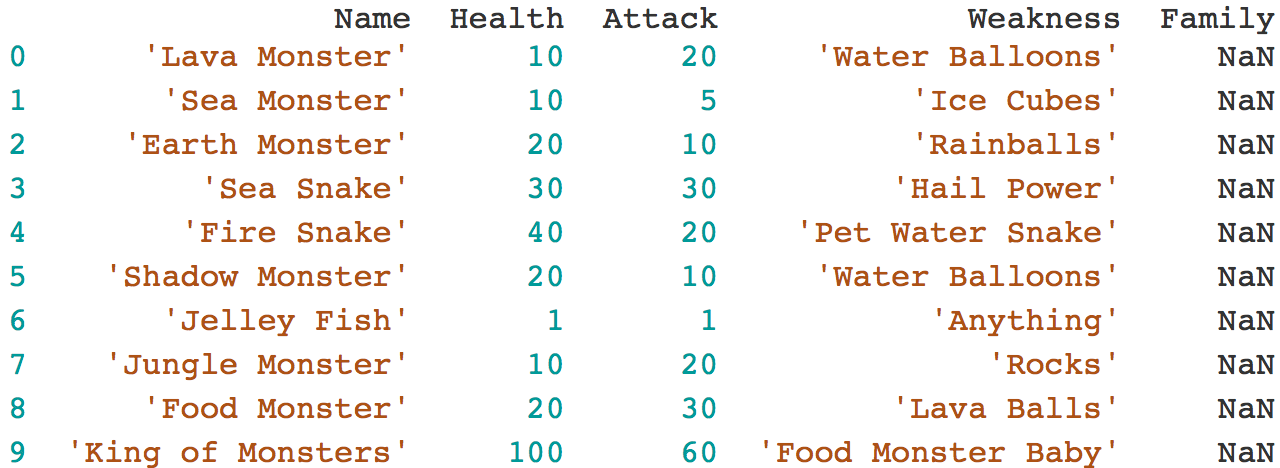 Name Health Attack Weakness Family
0 'Lava Monster' 10 20 'Water Balloons' NaN
1 'Sea Monster' 10 5 'Ice Cubes' NaN
2 'Earth Monster' 20 10 'Rainballs' NaN
3 'Sea Snake' 30 30 'Hail Power' NaN
4 'Fire Snake' 40 20 'Pet Water Snake' NaN
5 'Shadow Monster' 20 10 'Water Balloons' NaN
6 'Jelley Fish' 1 1 'Anything' NaN
7 'Jungle Monster' 10 20 'Rocks' NaN
8 'Food Monster' 20 30 'Lava Balls' NaN
9 'King of Monsters' 100 60 'Food Monster Baby' NaN